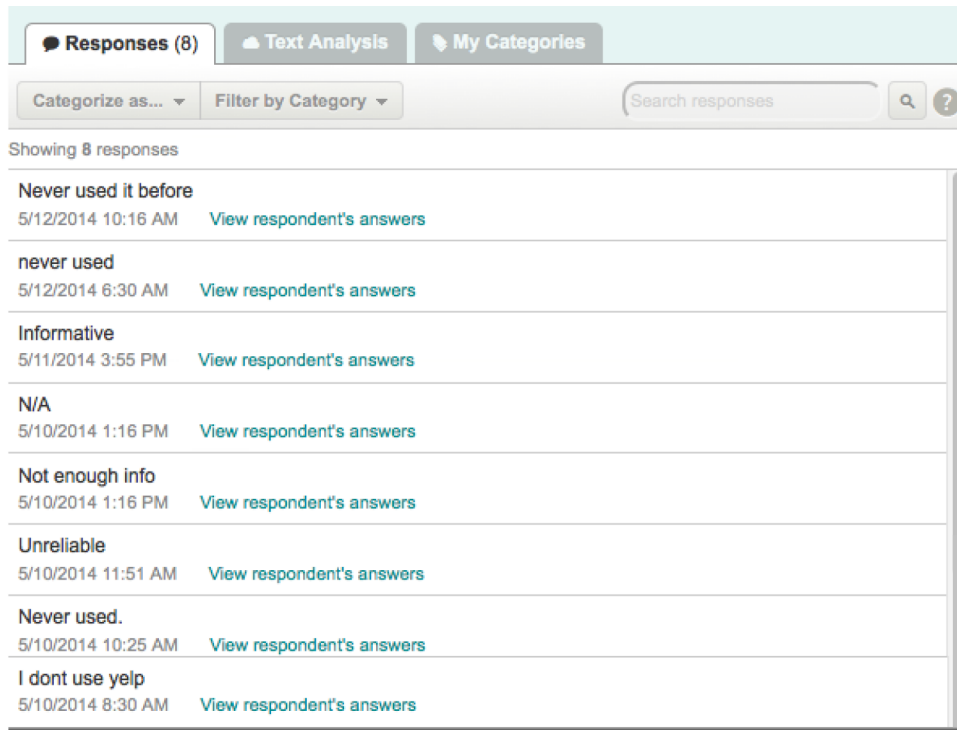 Responses (8) Text Analysis My Categories
Categorize as... Filter by Category Search responses ?
Showing 8 responses
Never used it before
5/12/2014 10:16 AM View respondent's answers
never used
5/12/2014 6:30 AM View respondent's answers
Informative
5/11/2014 3:55 PM View respondent's answers
N/A
5/10/2014 1:16 PM View respondent's answers
Not enough info
5/10/2014 1:16 PM View respondent's answers
Unreliable
5/10/2014 11:51 AM View respondent's answers
Never used.
5/10/2014 10:25 AM View respondent's answers
I dont use yelp
5/10/2014 8:30 AM View respondent's answers